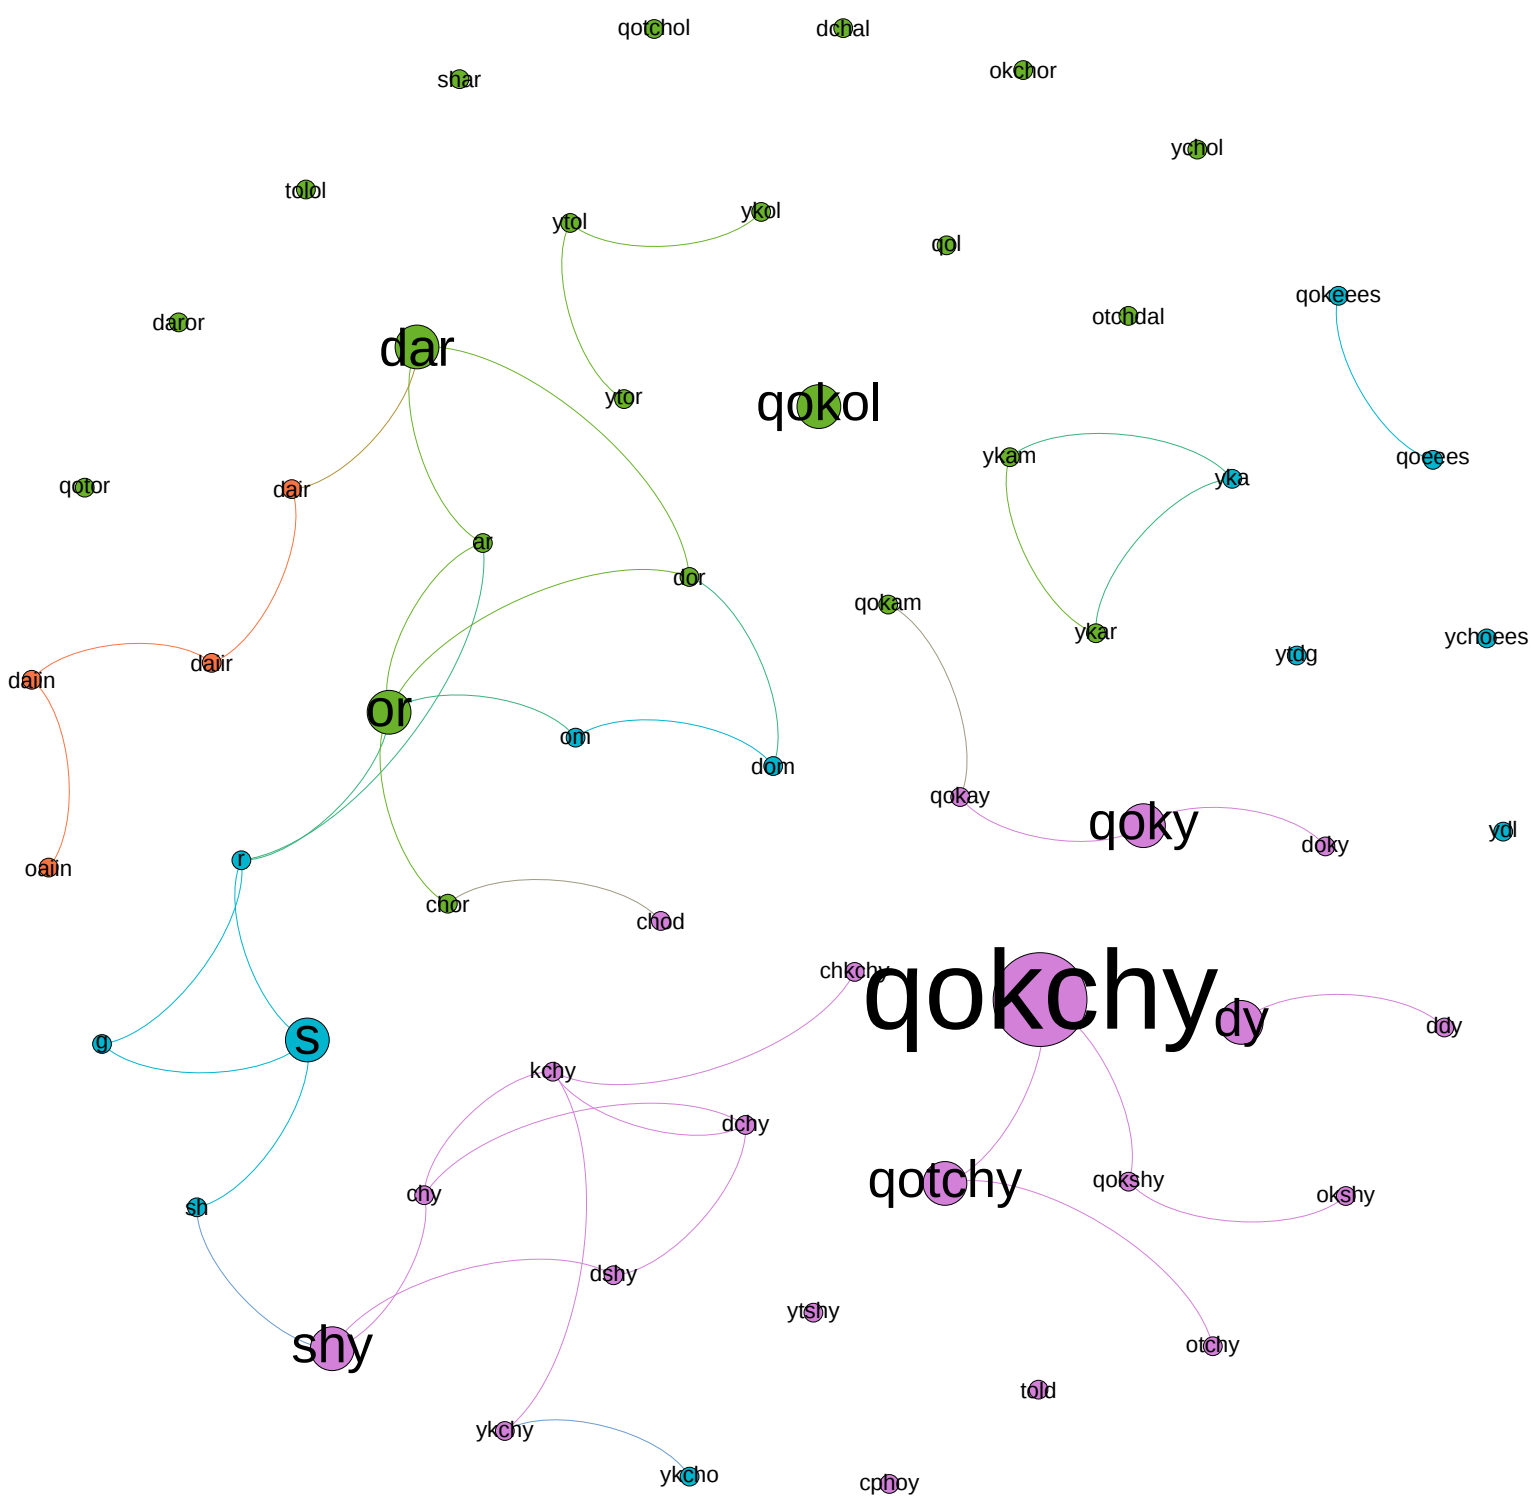 qotchol
dchal
okchor
shar
ychol
tolol
ykol
ytol
qol
qokeees
otchdal
daror
dar
ytor
qokol
ykam
qoeees
yka
qotor
dair
ar
dor
qokam
ykar
ychoees
ytdg
daiir
daiin
or
om
dom
qokay
qoky
doky
ydl
r
oaiin
chor
chod
chkchy
qokchy
dy
ddy
g
s
kchy
dchy
chy
qotchy
qokshy
okshy
sh
dshy
ytshy
shy
otchy
told
ykchy
ykcho
cphoy